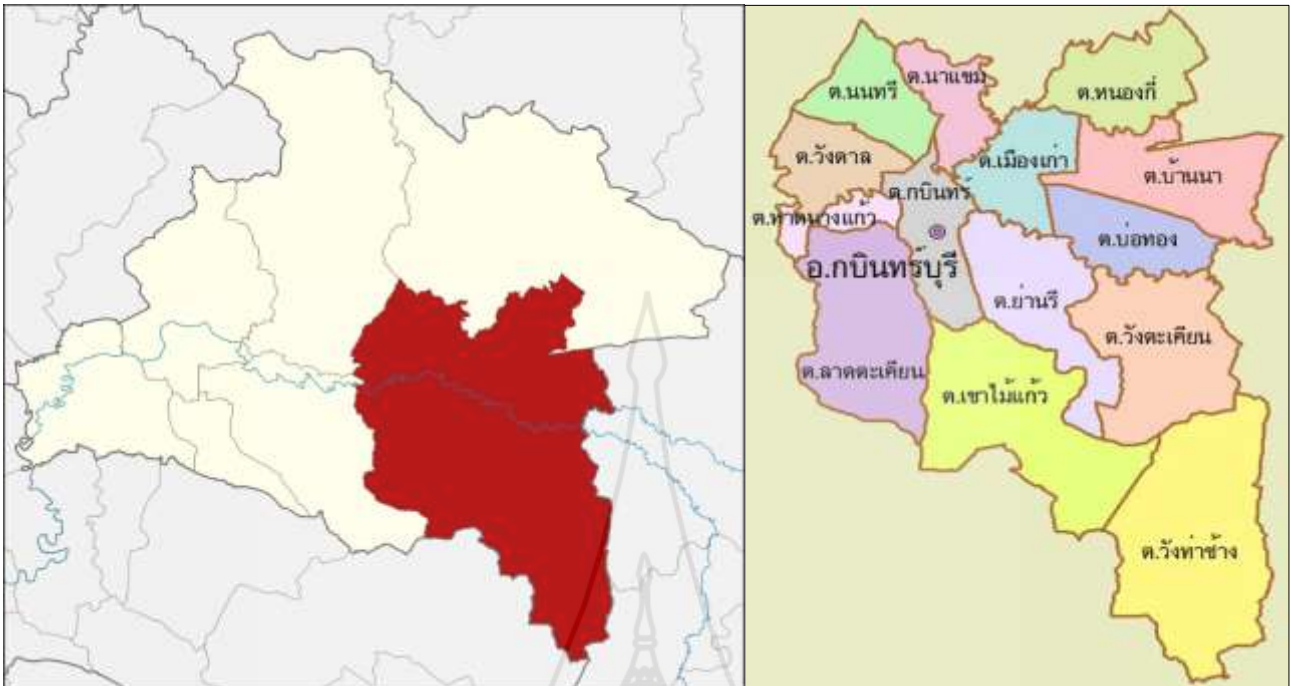 ต.นาแขม
ต.นนทรี
ต.หนองกี่
ต.วังดาล
ต.เมืองเก่า
ต.บ้านนา
ต.กบินทร์
ต.หาดนางแก้ว
ต.บ่อทอง
อ.กบินทร์บุรี
ต.ย่านรี
ต.วังตะเคียน
ต.ลาดตะเคียน
ต.เขาไม้แก้ว
ต.วังท่าช้าง